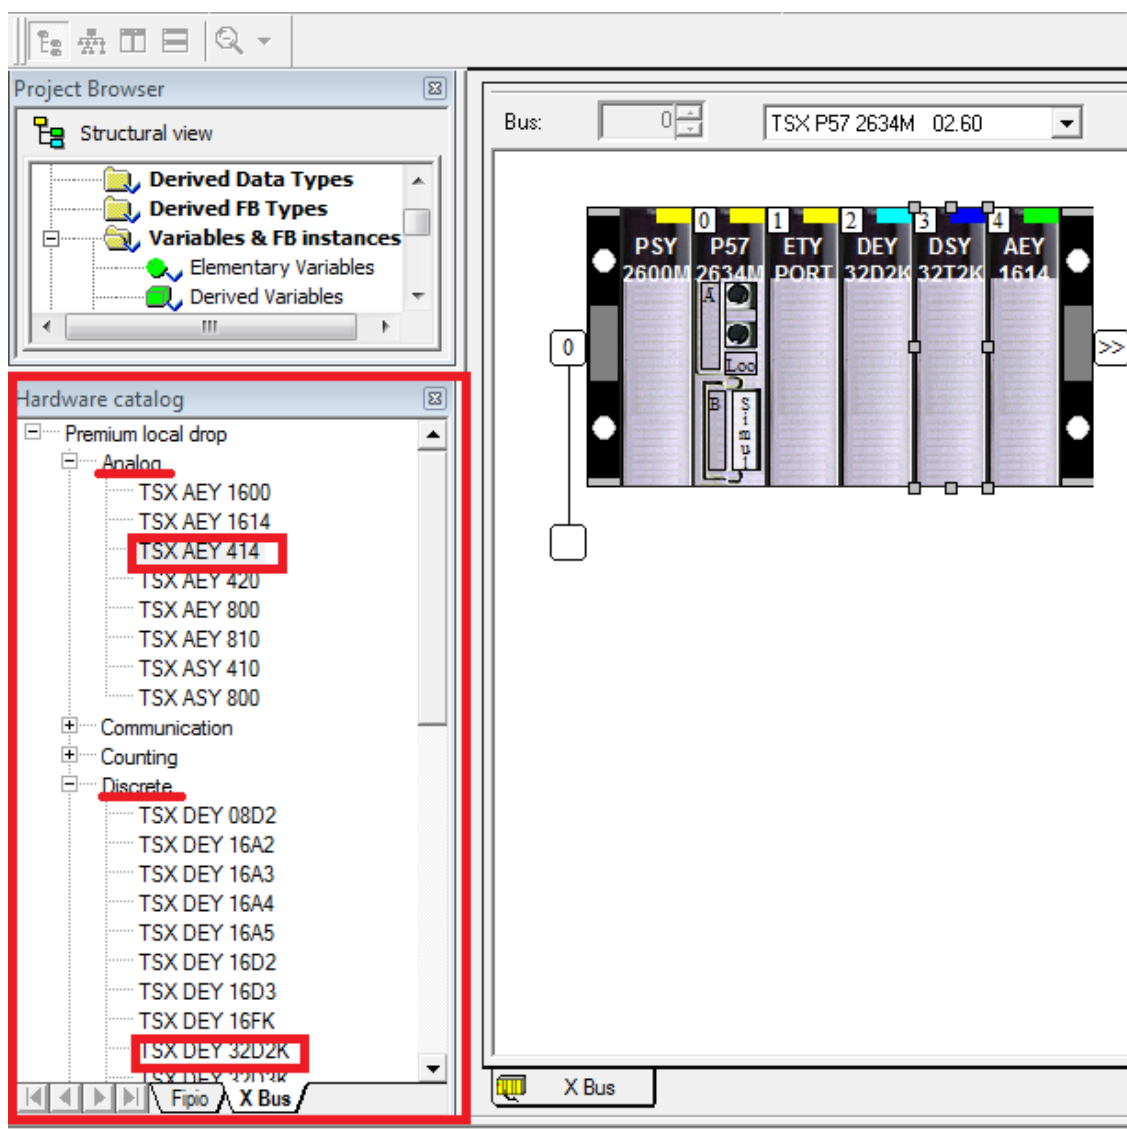 Project Browser
Structural view
Derived Data Types
Derived FB Types
Variables & FB instances
Elementary Variables
Derived Variables
Hardware catalog
Premium local drop
Analog
TSX AEY 1600
TSX AEY 1614
TSX AEY 414
TSX AEY 420
TSX AEY 800
TSX AEY 810
TSX ASY 410
TSX ASY 800
Communication
Counting
Discrete
TSX DEY 08D2
TSX DEY 16A2
TSX DEY 16A3
TSX DEY 16A4
TSX DEY 16A5
TSX DEY 16D2
TSX DEY 16D3
TSX DEY 16FK
TSX DEY 32D2K
TSX DEY 32D3K
Fipio X Bus
Bus: 0 TSX P57 2634M 02.60
0 1 2 3 4
PSY P57 ETY DEY DSY AEY
2600M 2634M PORT 32D2K 32T2K 1614
A
Loo
B
Simul
0
>>
X Bus